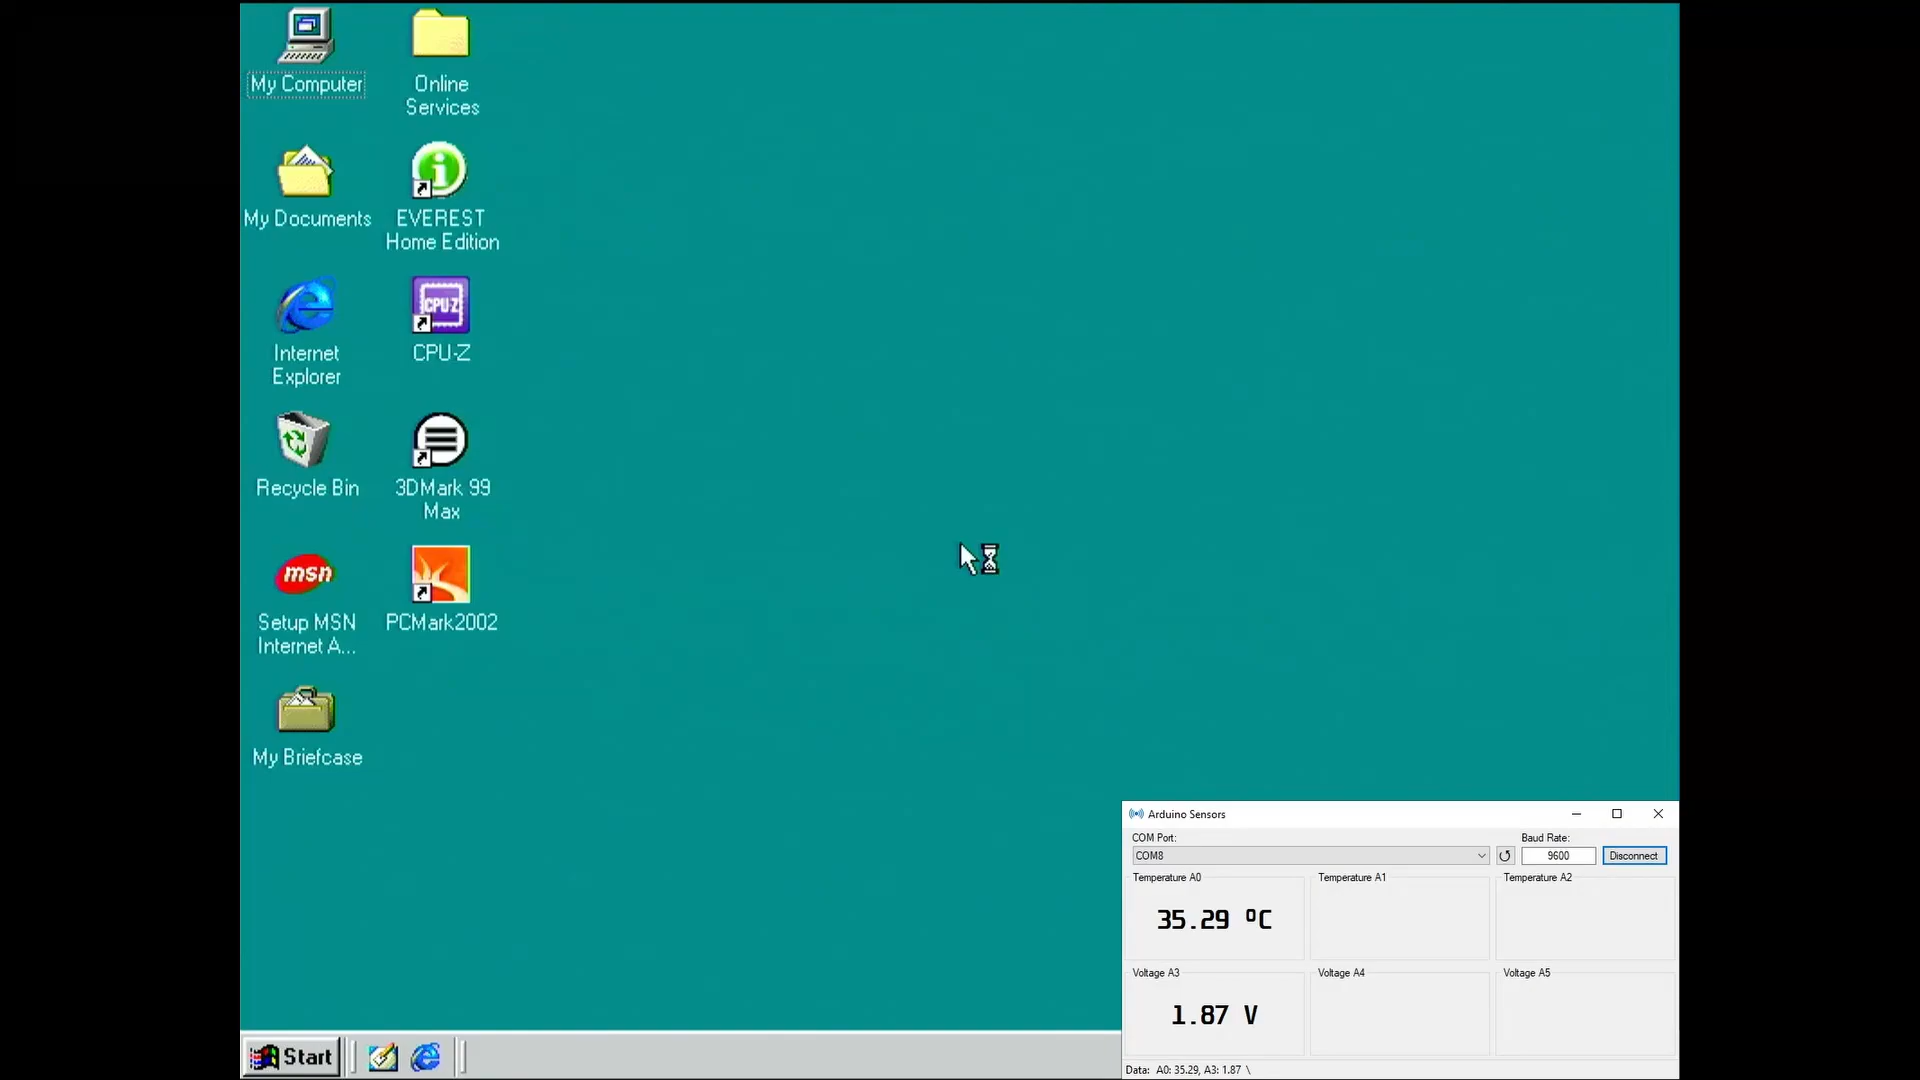 My Computer
Online
Services
My Documents
EVEREST
Home Edition
Internet
Explorer
CPU-Z
CPU-Z
Recycle Bin
3DMark 99
Max
msn
Setup MSN
Internet A...
PCMark2002
My Briefcase
Start
Arduino Sensors
COM Port:
Baud Rate:
COM8
9600
Disconnect
Temperature A0
Temperature A1
Temperature A2
35.29 ºC
Voltage A3
Voltage A4
Voltage A5
1.87 V
Data: A0: 35.29, A3: 1.87 \